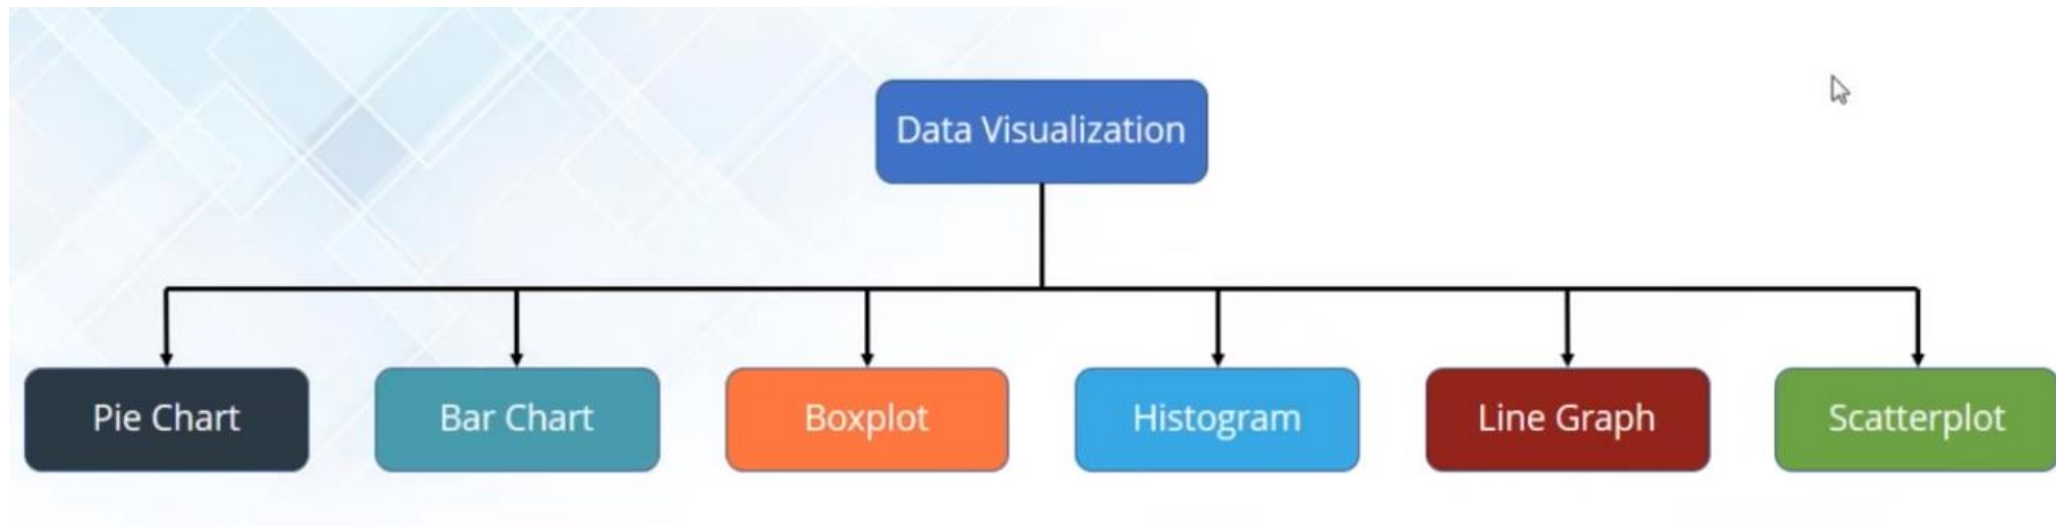 Data Visualization
Pie Chart
Bar Chart
Boxplot
Histogram
Line Graph
Scatterplot